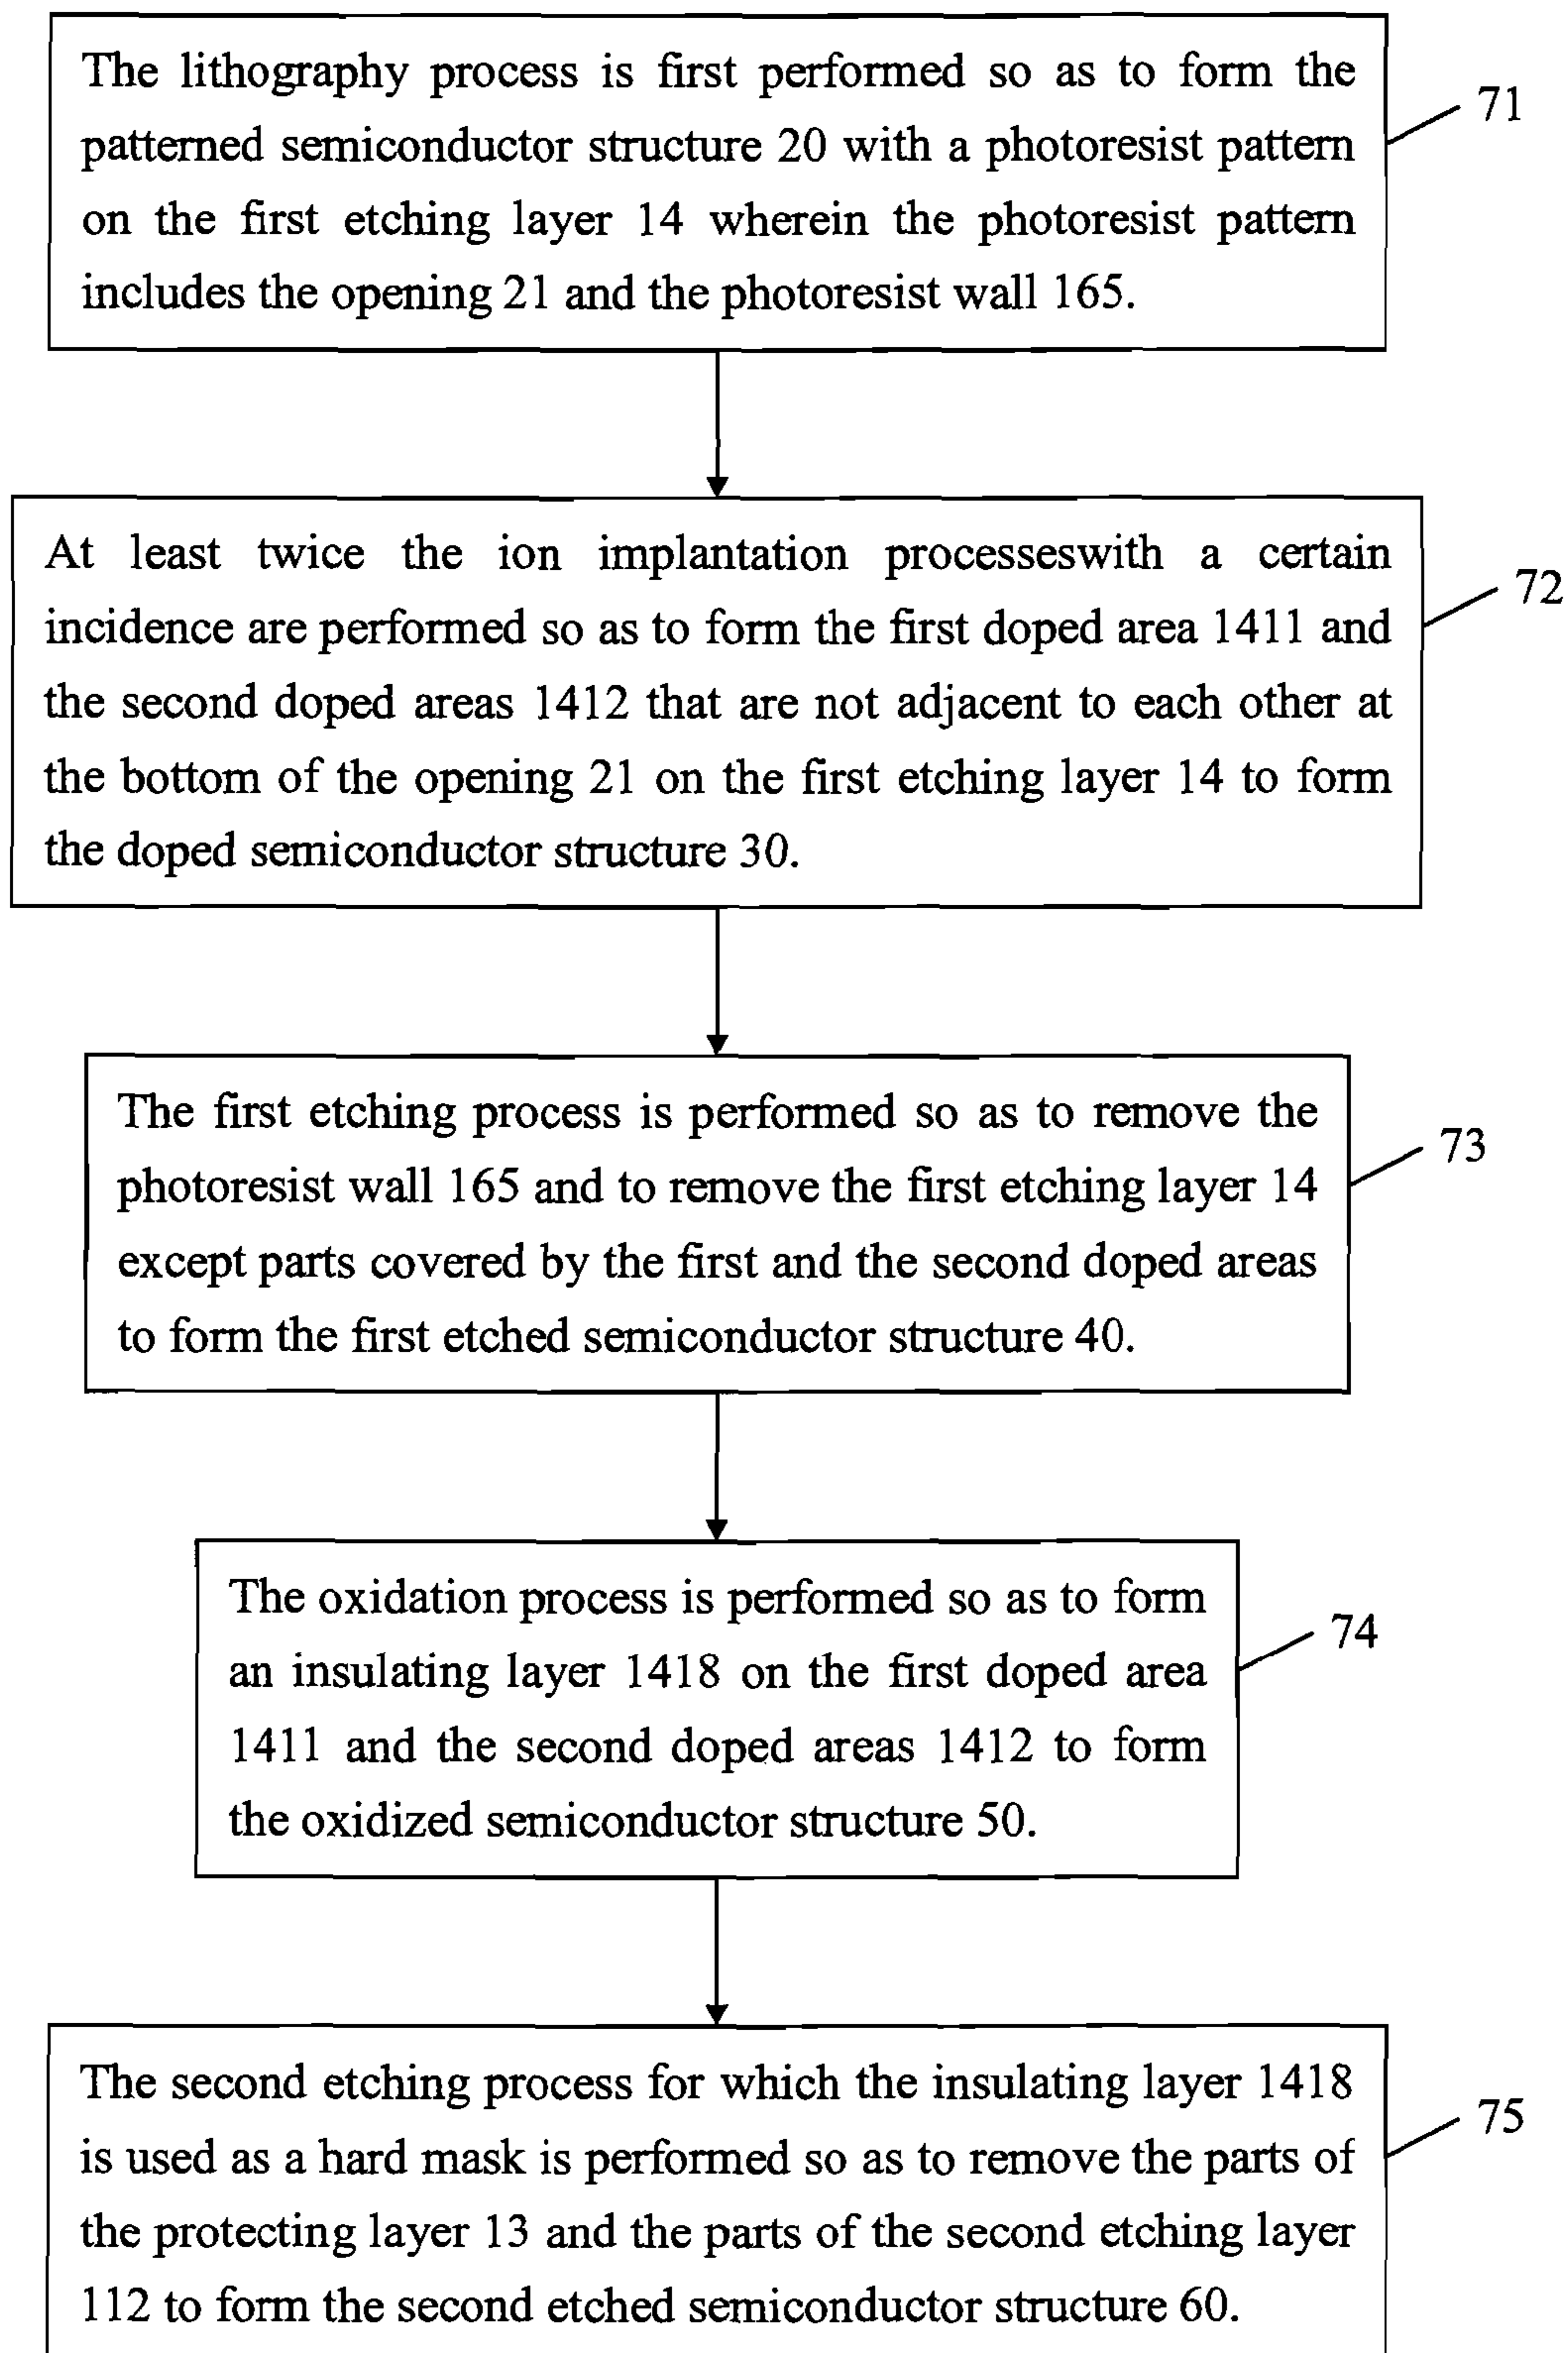 The lithography process is first performed so as to form the
patterned semiconductor structure 20 with a photoresist pattern
on the first etching layer 14 wherein the photoresist pattern
includes the opening 21 and the photoresist wall 165.
71
At least twice the ion implantation processeswith a certain
incidence are performed so as to form the first doped area 1411 and
the second doped areas 1412 that are not adjacent to each other at
the bottom of the opening 21 on the first etching layer 14 to form
the doped semiconductor structure 30.
72
The first etching process is performed so as to remove the
photoresist wall 165 and to remove the first etching layer 14
except parts covered by the first and the second doped areas
to form the first etched semiconductor structure 40.
73
The oxidation process is performed so as to form
an insulating layer 1418 on the first doped area
1411 and the second doped areas 1412 to form
the oxidized semiconductor structure 50.
74
The second etching process for which the insulating layer 1418
is used as a hard mask is performed so as to remove the parts of
the protecting layer 13 and the parts of the second etching layer
112 to form the second etched semiconductor structure 60.
75